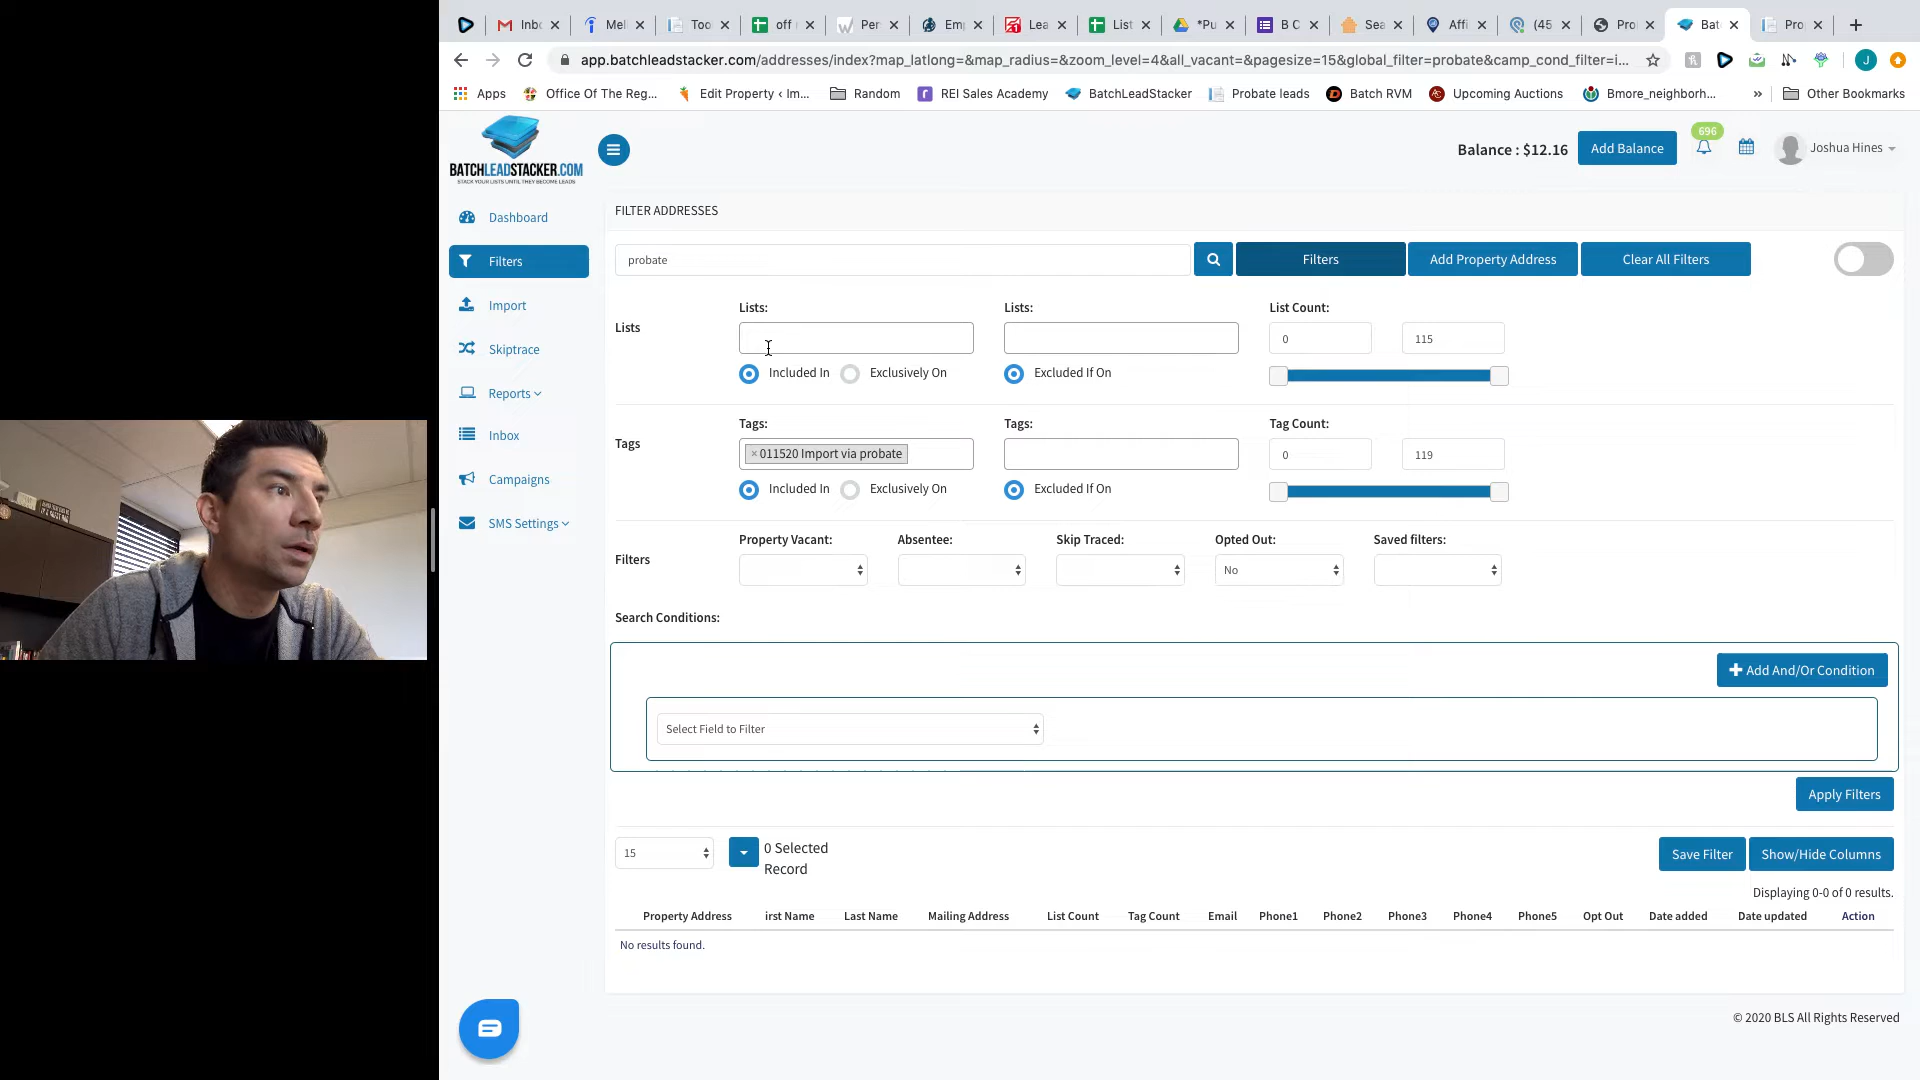 Inb
Mel
Too
off
Per
Em
Lea
List
*Pu
B C
Sea
Affi
(45
Pro
Bat
Pro
app.batchleadstacker.com/addresses/index?map_latlong=&map_radius=&zoom_level=4&all_vacant=&pagesize=15&global_filter=probate&camp_cond_filter=i...
J
Apps
Office Of The Reg...
Edit Property ‹ Im...
Random
REI Sales Academy
BatchLeadStacker
Probate leads
Batch RVM
Upcoming Auctions
Bmore_neighborh...
»
Other Bookmarks
BATCHLEADSTACKER.COM
STACK YOUR LISTS UNTIL THEY BECOME LEADS
Balance : $12.16
Add Balance
696
Joshua Hines
Dashboard
Filters
Import
Skiptrace
Reports
Inbox
Campaigns
SMS Settings
FILTER ADDRESSES
probate
Filters
Add Property Address
Clear All Filters
Lists
Lists:
Included In
Exclusively On
Lists:
Excluded If On
List Count:
0
115
Tags
Tags:
×011520 Import via probate
Included In
Exclusively On
Tags:
Excluded If On
Tag Count:
0
119
Filters
Property Vacant:
Absentee:
Skip Traced:
Opted Out:
No
Saved filters:
Search Conditions:
Add And/Or Condition
Select Field to Filter
Apply Filters
15
0 Selected
Record
Save Filter
Show/Hide Columns
Displaying 0-0 of 0 results.
Property Address
irst Name
Last Name
Mailing Address
List Count
Tag Count
Email
Phone1
Phone2
Phone3
Phone4
Phone5
Opt Out
Date added
Date updated
Action
No results found.
© 2020 BLS All Rights Reserved